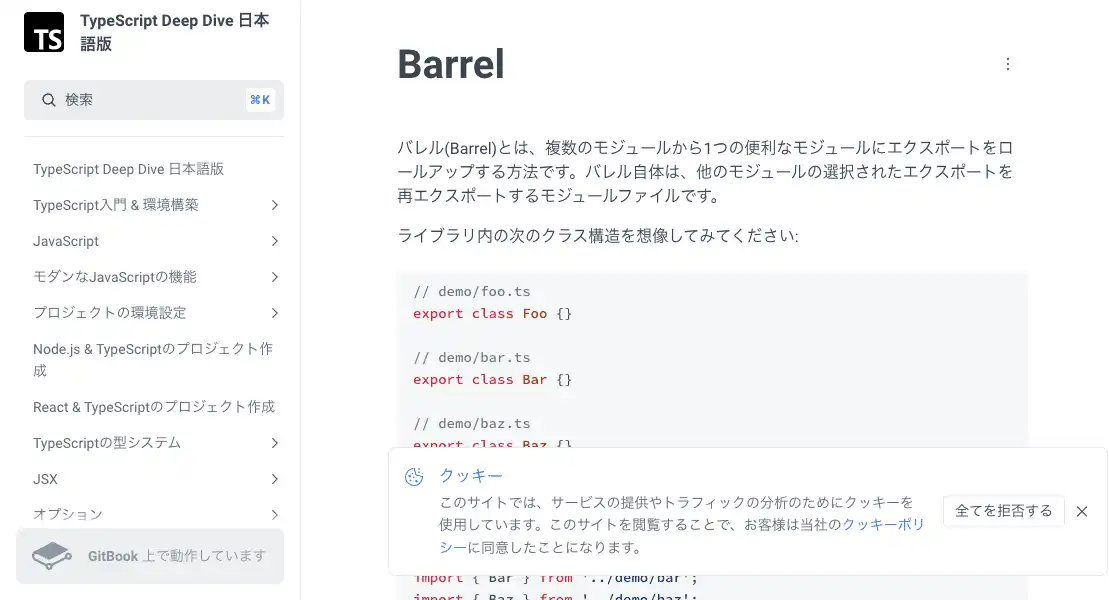 TypeScript Deep Dive 日本
語版
検索
⌘K
TypeScript Deep Dive 日本語版
TypeScript入門 & 環境構築
JavaScript
モダンなJavaScriptの機能
プロジェクトの環境設定
Node.js & TypeScriptのプロジェクト作
成
React & TypeScriptのプロジェクト作成
TypeScriptの型システム
JSX
オプション
GitBook 上で動作しています
Barrel
バレル(Barrel)とは、複数のモジュールから1つの便利なモジュールにエクスポートをロ
ールアップする方法です。バレル自体は、他のモジュールの選択されたエクスポートを
再エクスポートするモジュールファイルです。
ライブラリ内の次のクラス構造を想像してみてください:
// demo/foo.ts
export class Foo {}
// demo/bar.ts
export class Bar {}
// demo/baz.ts
export class Baz {}
クッキー
このサイトでは、サービスの提供やトラフィックの分析のためにクッキーを
使用しています。このサイトを閲覧することで、お客様は当社のクッキーポリ
シーに同意したことになります。
全てを拒否する
import { Bar } from '../demo/bar';
import { Baz } from '../demo/baz';